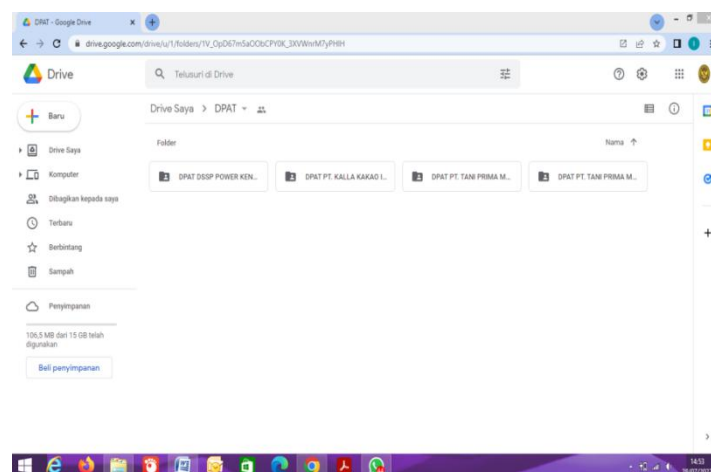 DPAT - Google Drive
drive.google.com/drive/u/1/folders/1V_OpD67mSaOObCPY0K_3XVWnrM7yPHIH
Drive
Telusuri di Drive
Baru
Drive Saya > DPAT
Folder
Nama
Drive Saya
Komputer
Dibagikan kepada saya
Terbaru
Berbintang
Sampah
Penyimpanan
106,5 MB dari 15 GB telah
digunakan
Beli penyimpanan
DPAT DSSP POWER KEN...
DPAT PT. KALLA KAKAO I...
DPAT PT. TANI PRIMA M...
DPAT PT. TANI PRIMA M...
14:53